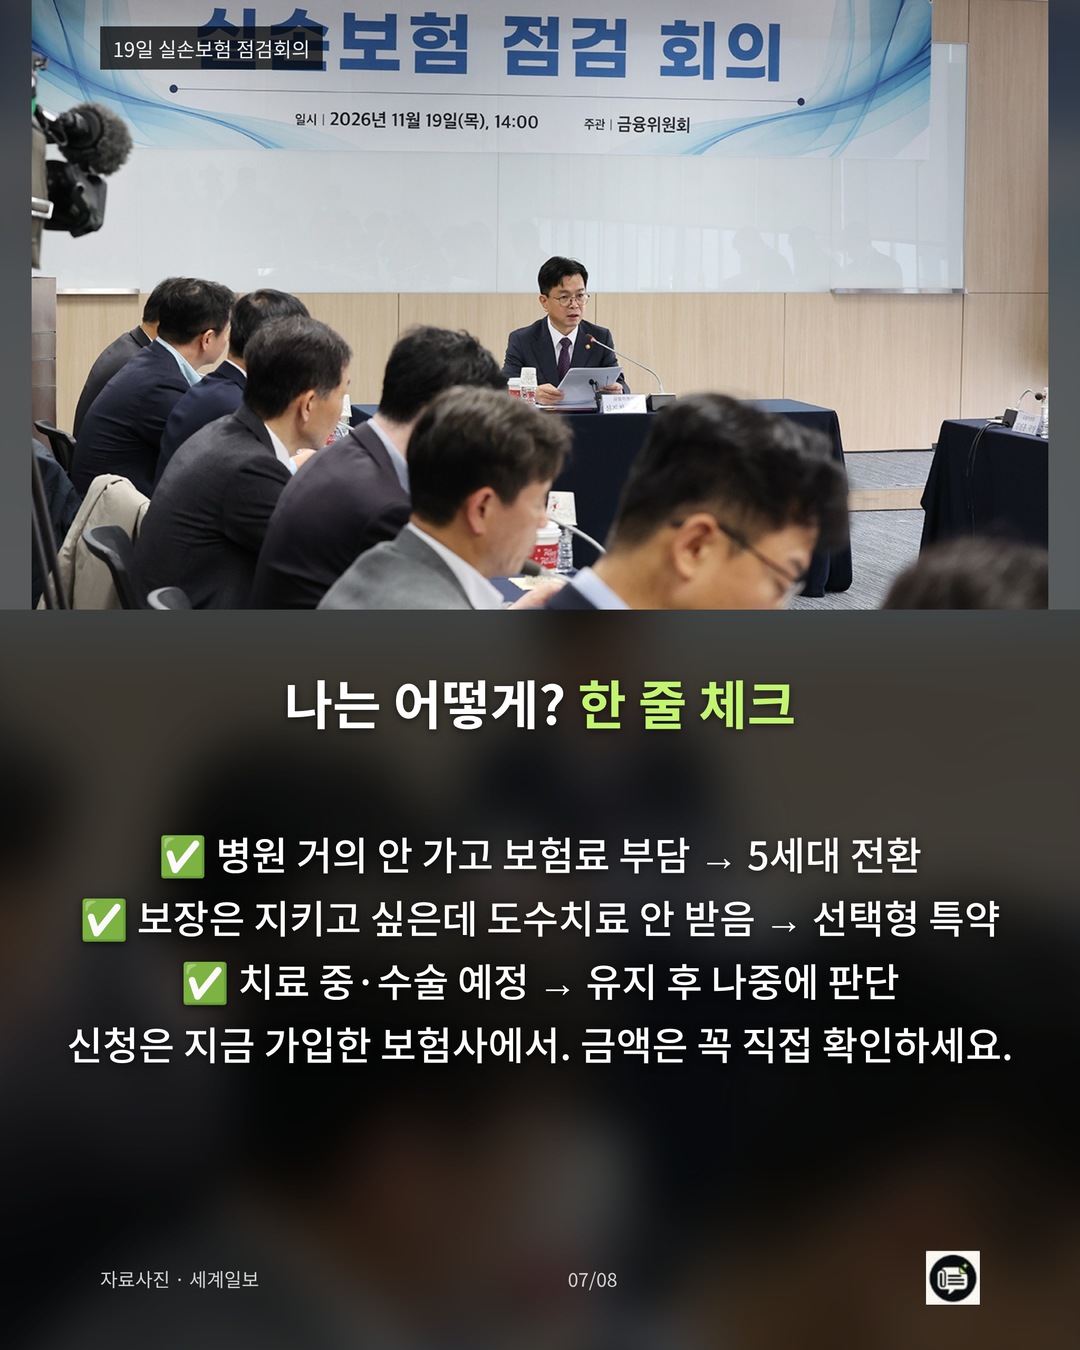 실손보험 점검 회의
19일 실손보험 점검회의
일시 | 2026년 11월 19일(목), 14:00
주관 | 금융위원회
나는 어떻게? 한 줄 체크
✅ 병원 거의 안 가고 보험료 부담 → 5세대 전환
✅ 보장은 지키고 싶은데 도수치료 안 받음 → 선택형 특약
✅ 치료 중·수술 예정 → 유지 후 나중에 판단
신청은 지금 가입한 보험사에서. 금액은 꼭 직접 확인하세요.
자료사진 · 세계일보
07/08